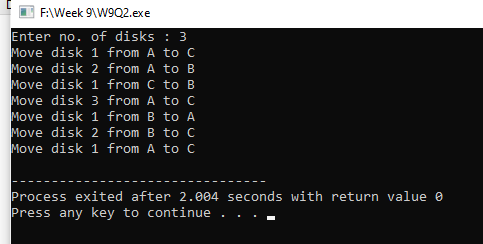 F:\Week 9\W9Q2.exe
Enter no. of disks : 3
Move disk 1 from A to C
Move disk 2 from A to B
Move disk 1 from C to B
Move disk 3 from A to C
Move disk 1 from B to A
Move disk 2 from B to C
Move disk 1 from A to C
--------------------------------
Process exited after 2.004 seconds with return value 0
Press any key to continue . . .